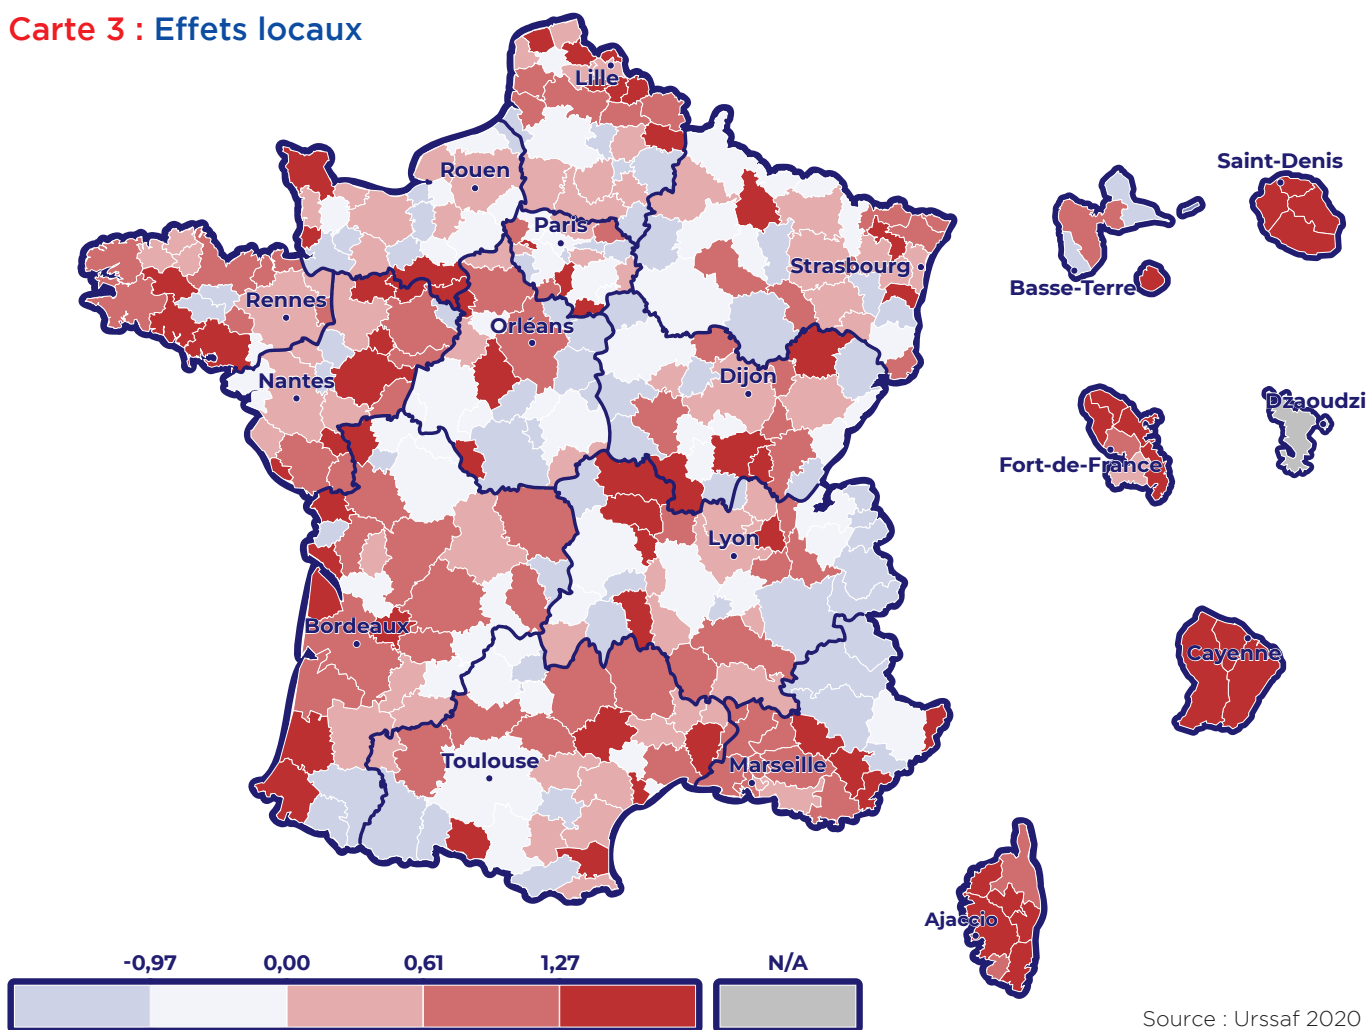 Carte 3 : Effets locaux
Lille
Saint-Denis
Rouen
Paris
Strasbourg
Basse-Terre
Rennes
Orléans
Dijon
Nantes
Dzaoudzi
Fort-de-France
Lyon
Bordeaux
Cayenne
Toulouse
Marseille
Ajaccio
-0,97 0,00 0,61 1,27 N/A
Source : Urssaf 2020